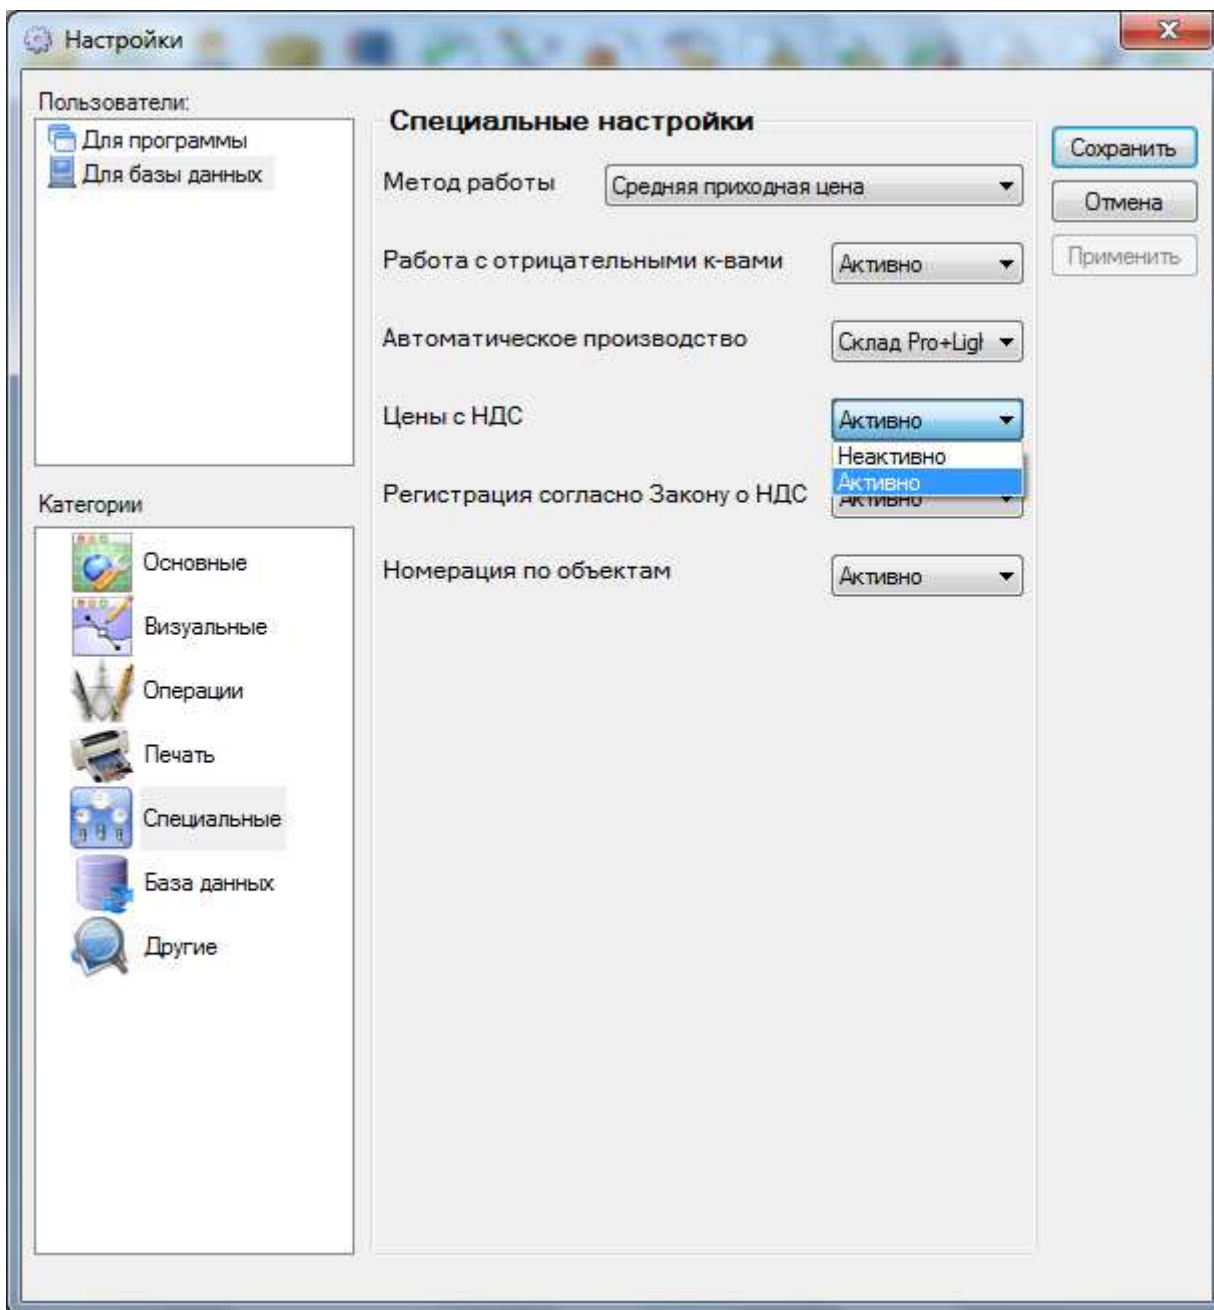 Настройки
Пользователи:
Для программы
Для базы данных
Специальные настройки
Метод работы
Средняя приходная цена
Работа с отрицательными к-вами
Активно
Автоматическое производство
Склад Pro+Ligh
Цены с НДС
Активно
Неактивно
Активно
Регистрация согласно Закону о НДС
Активно
Номерация по объектам
Активно
Сохранить
Отмена
Применить
Категории
Основные
Визуальные
Операции
Печать
Специальные
База данных
Другие